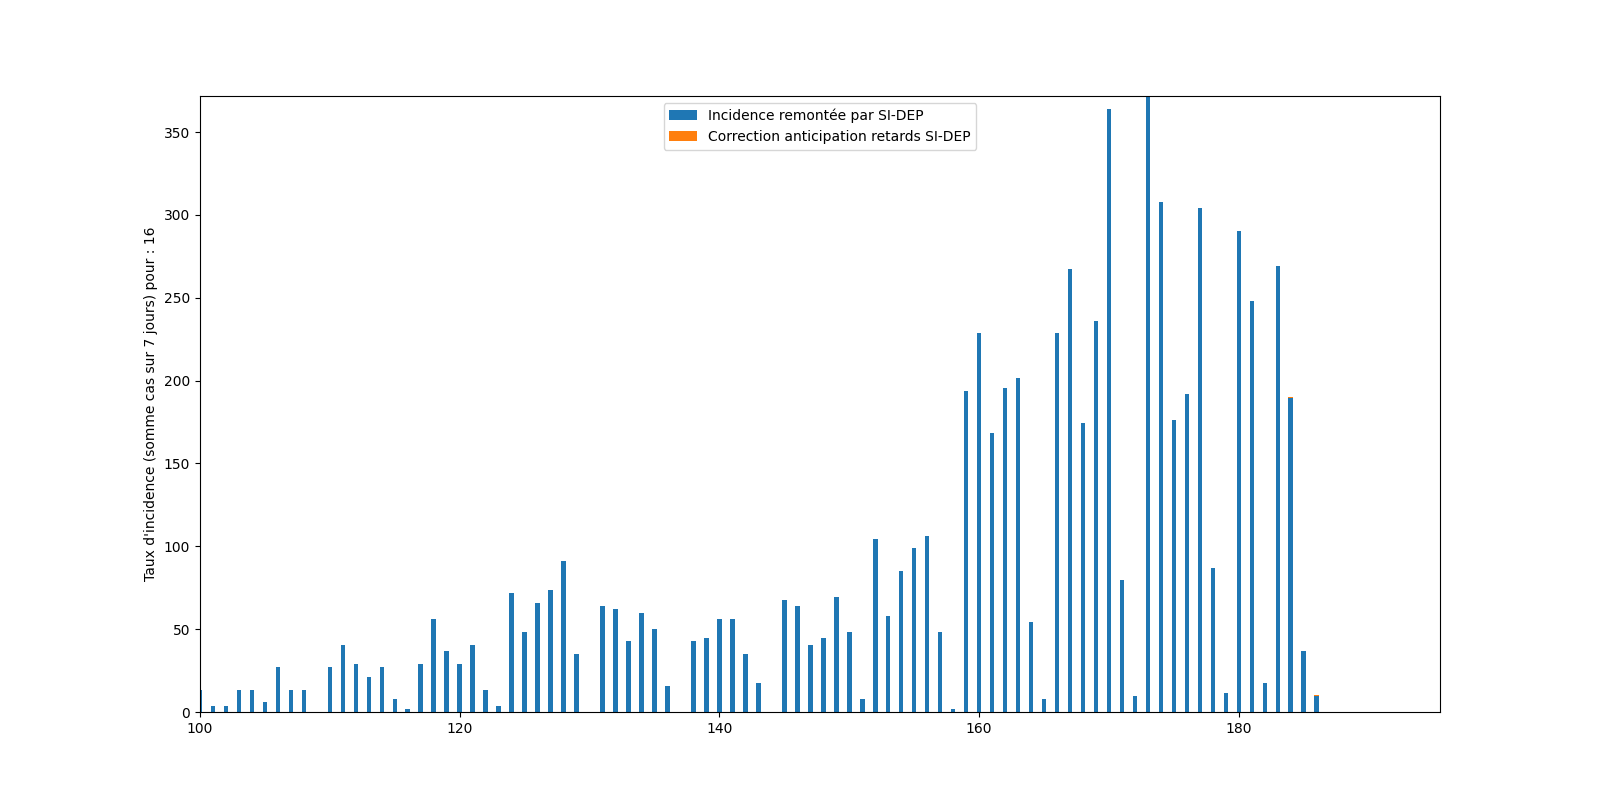 Incidence remontée par SI-DEP
Correction anticipation retards SI-DEP
Taux d'incidence (somme cas sur 7 jours) pour : 16
350
300
250
200
150
100
50
0
100 120 140 160 180